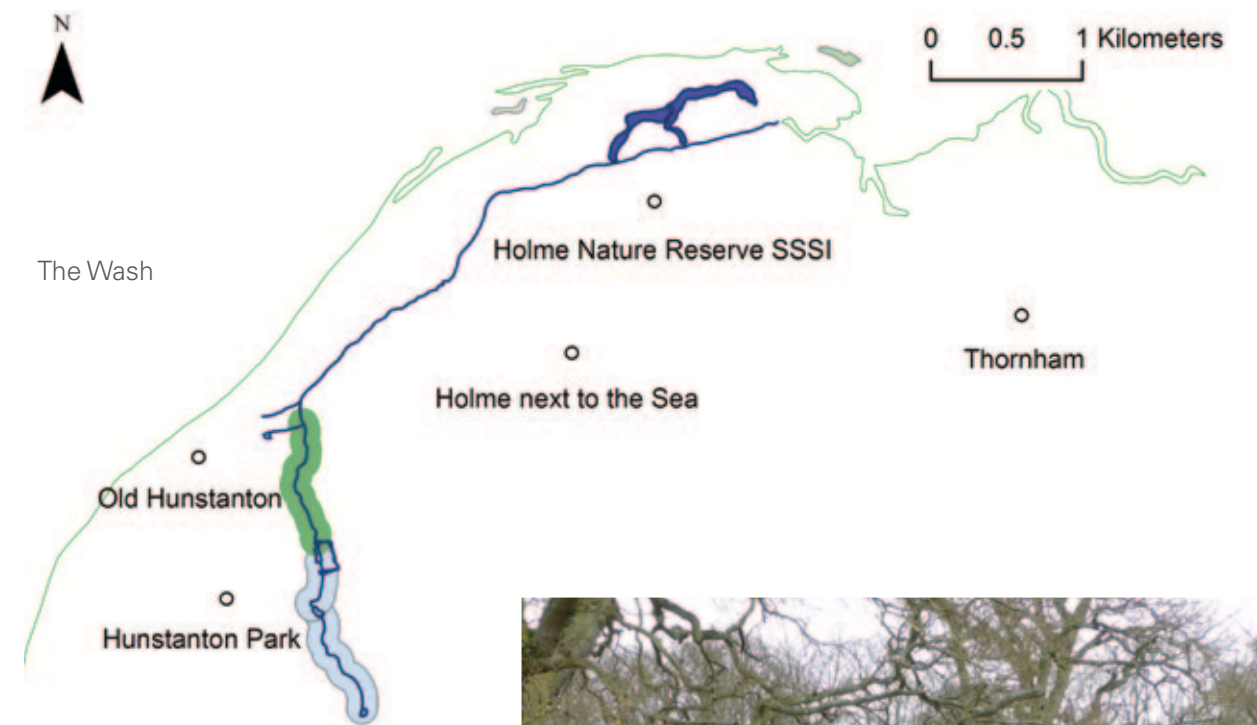 N
0 0.5 1 Kilometers
Holme Nature Reserve SSSI
The Wash
Thornham
Holme next to the Sea
Old Hunstanton
Hunstanton Park